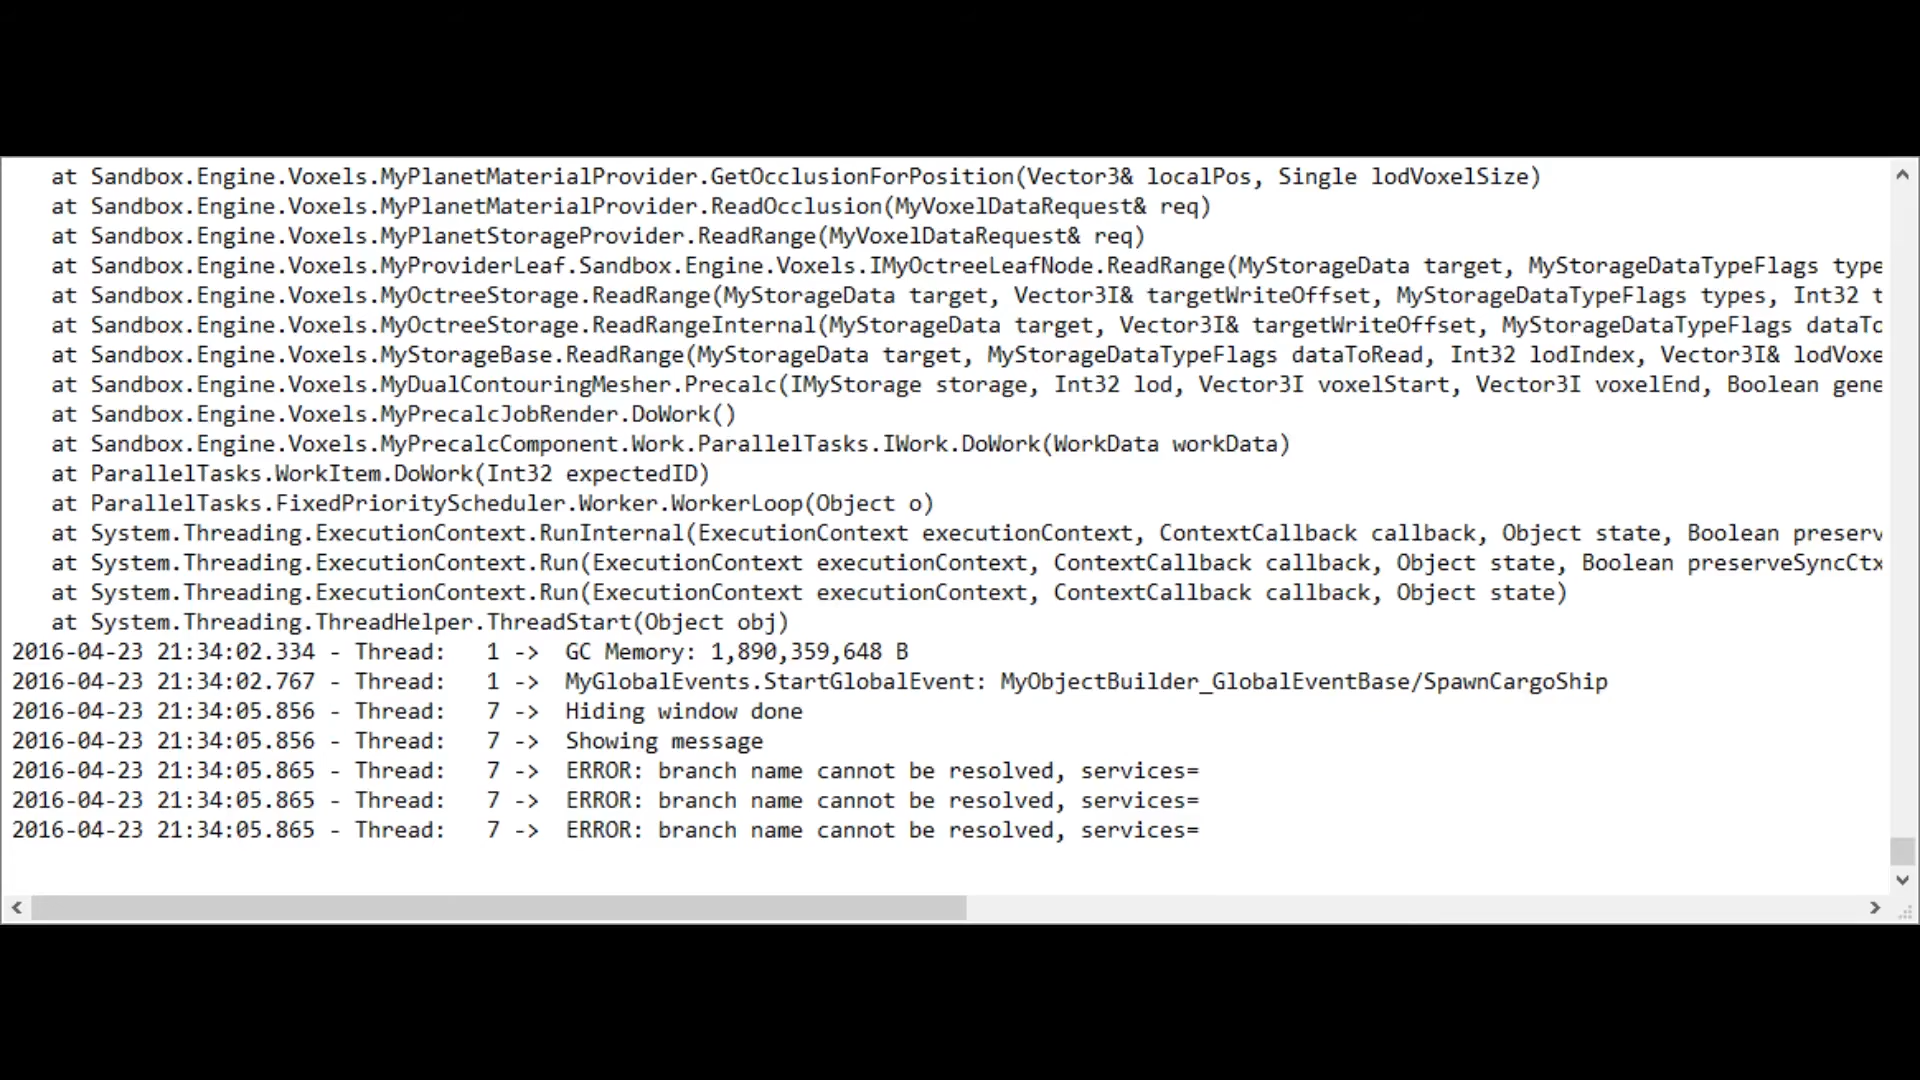 at Sandbox.Engine.Voxels.MyPlanetMaterialProvider.GetOcclusionForPosition(Vector3& localPos, Single lodVoxelSize)
at Sandbox.Engine.Voxels.MyPlanetMaterialProvider.ReadOcclusion(MyVoxelDataRequest& req)
at Sandbox.Engine.Voxels.MyPlanetStorageProvider.ReadRange(MyVoxelDataRequest& req)
at Sandbox.Engine.Voxels.MyProviderLeaf.Sandbox.Engine.Voxels.IMyOctreeLeafNode.ReadRange(MyStorageData target, MyStorageDataTypeFlags type
at Sandbox.Engine.Voxels.MyOctreeStorage.ReadRange(MyStorageData target, Vector3I& targetWriteOffset, MyStorageDataTypeFlags types, Int32 t
at Sandbox.Engine.Voxels.MyOctreeStorage.ReadRangeInternal(MyStorageData target, Vector3I& targetWriteOffset, MyStorageDataTypeFlags dataTo
at Sandbox.Engine.Voxels.MyStorageBase.ReadRange(MyStorageData target, MyStorageDataTypeFlags dataToRead, Int32 lodIndex, Vector3I& lodVoxe
at Sandbox.Engine.Voxels.MyDualContouringMesher.Precalc(IMyStorage storage, Int32 lod, Vector3I voxelStart, Vector3I voxelEnd, Boolean gene
at Sandbox.Engine.Voxels.MyPrecalcJobRender.DoWork()
at Sandbox.Engine.Voxels.MyPrecalcComponent.Work.ParallelTasks.IWork.DoWork(WorkData workData)
at ParallelTasks.WorkItem.DoWork(Int32 expectedID)
at ParallelTasks.FixedPriorityScheduler.Worker.WorkerLoop(Object o)
at System.Threading.ExecutionContext.RunInternal(ExecutionContext executionContext, ContextCallback callback, Object state, Boolean preserv
at System.Threading.ExecutionContext.Run(ExecutionContext executionContext, ContextCallback callback, Object state, Boolean preserveSyncCtx
at System.Threading.ExecutionContext.Run(ExecutionContext executionContext, ContextCallback callback, Object state)
at System.Threading.ThreadHelper.ThreadStart(Object obj)
2016-04-23 21:34:02.334 - Thread:   1 ->  GC Memory: 1,890,359,648 B
2016-04-23 21:34:02.767 - Thread:   1 ->  MyGlobalEvents.StartGlobalEvent: MyObjectBuilder_GlobalEventBase/SpawnCargoShip
2016-04-23 21:34:05.856 - Thread:   7 ->  Hiding window done
2016-04-23 21:34:05.856 - Thread:   7 ->  Showing message
2016-04-23 21:34:05.865 - Thread:   7 ->  ERROR: branch name cannot be resolved, services=
2016-04-23 21:34:05.865 - Thread:   7 ->  ERROR: branch name cannot be resolved, services=
2016-04-23 21:34:05.865 - Thread:   7 ->  ERROR: branch name cannot be resolved, services=